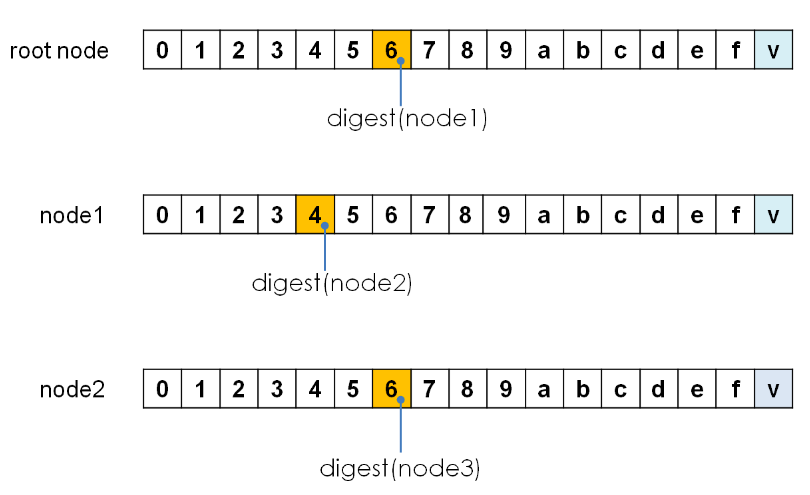 root node 0 1 2 3 4 5 6 7 8 9 a b c d e f v
digest(node1)
node1 0 1 2 3 4 5 6 7 8 9 a b c d e f v
digest(node2)
node2 0 1 2 3 4 5 6 7 8 9 a b c d e f v
digest(node3)